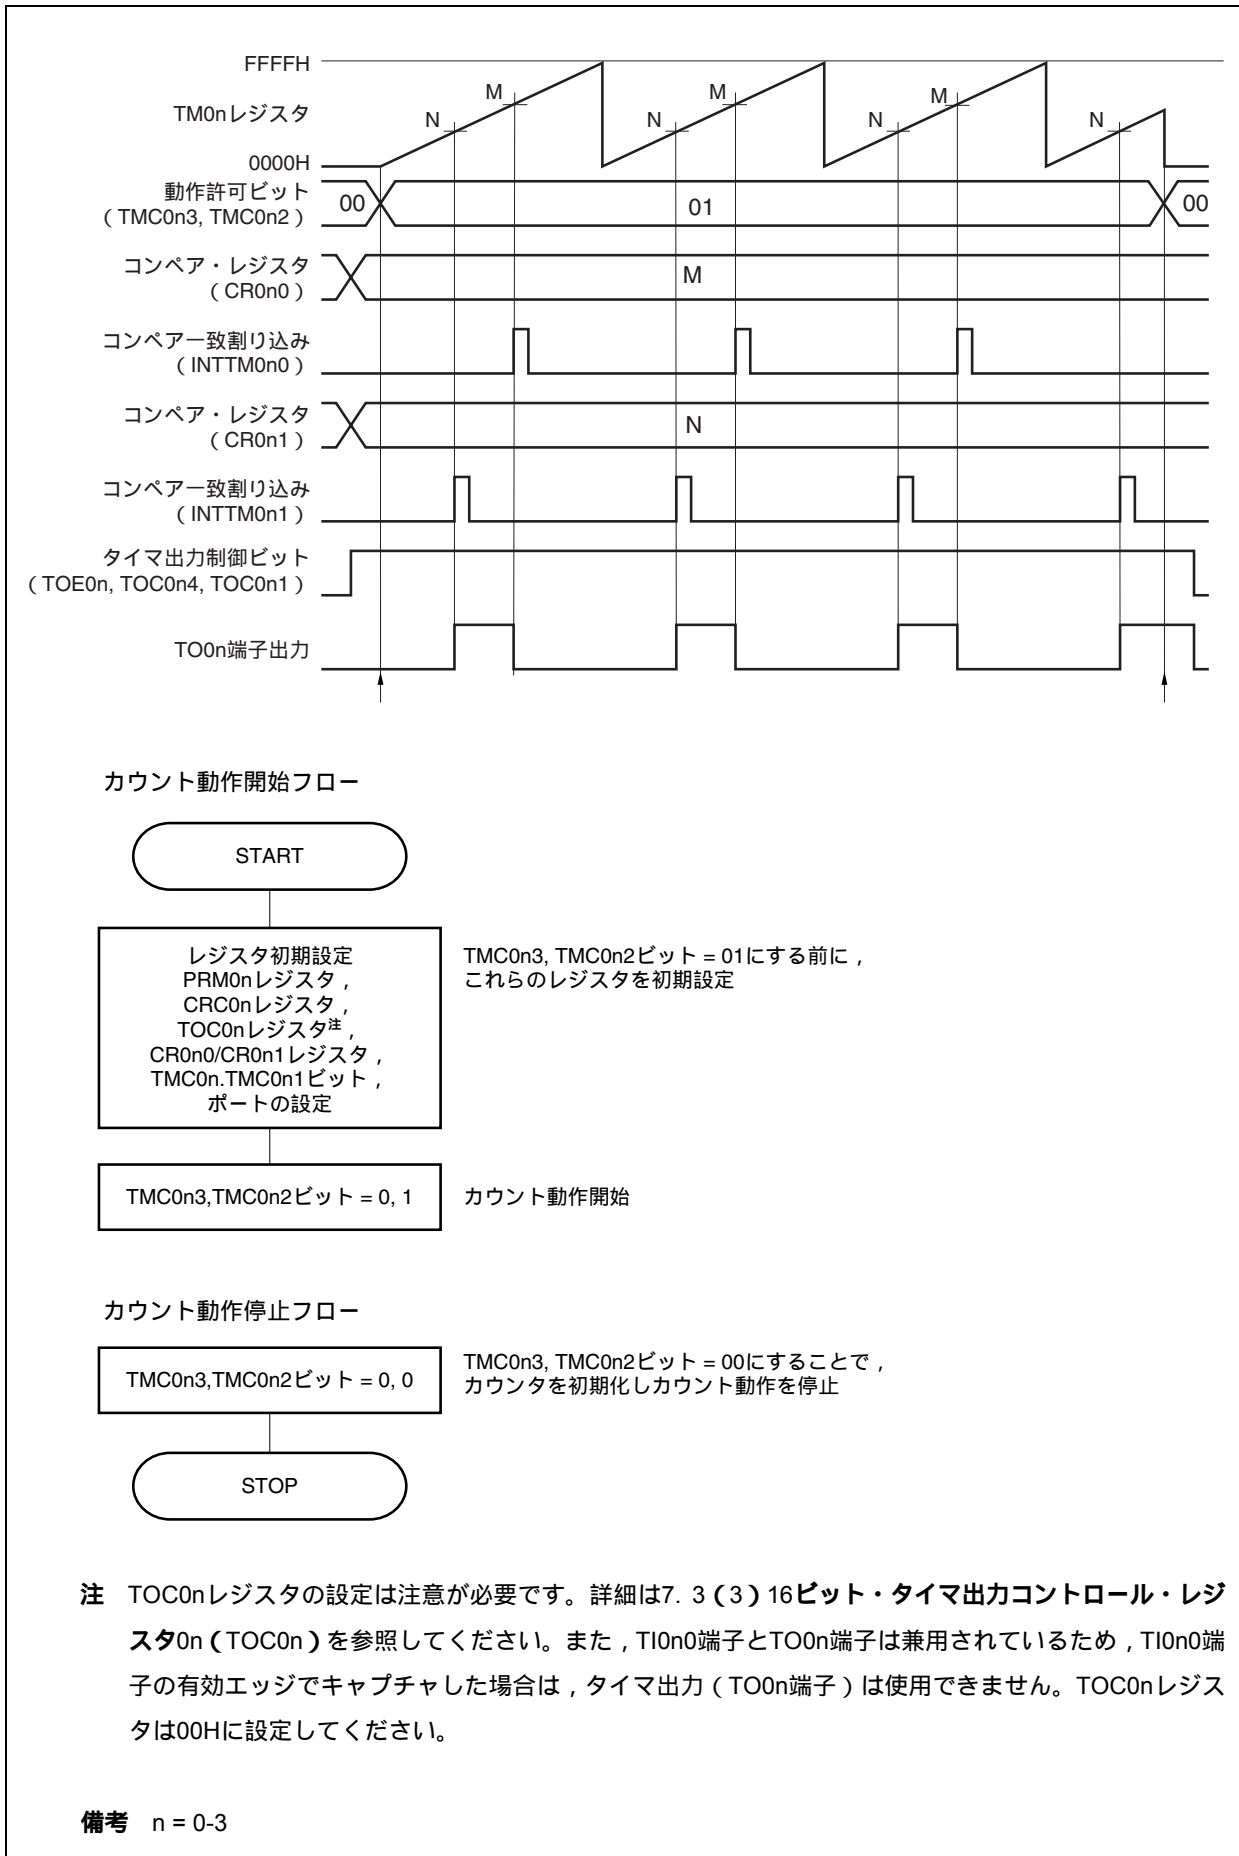 FFFFH
TM0nレジスタ
0000H
N M N M N M N
動作許可ビット
（TMC0n3, TMC0n2）
00 01 00
コンペア・レジスタ
（CR0n0）
M
コンペア一致割り込み
（INTTM0n0）
コンペア・レジスタ
（CR0n1）
N
コンペア一致割り込み
（INTTM0n1）
タイマ出力制御ビット
（TOE0n, TOC0n4, TOC0n1）
TO0n端子出力
カウント動作開始フロー
START
レジスタ初期設定
PRM0nレジスタ，
CRC0nレジスタ，
TOC0nレジスタ注，
CR0n0/CR0n1レジスタ，
TMC0n.TMC0n1ビット，
ポートの設定
TMC0n3, TMC0n2ビット = 01にする前に，
これらのレジスタを初期設定
TMC0n3,TMC0n2ビット = 0, 1
カウント動作開始
カウント動作停止フロー
TMC0n3,TMC0n2ビット = 0, 0
TMC0n3, TMC0n2ビット = 00にすることで，
カウンタを初期化しカウント動作を停止
STOP
注 TOC0nレジスタの設定は注意が必要です。詳細は7. 3（3）16ビット・タイマ出力コントロール・レジ
スタ0n（TOC0n）を参照してください。また，TI0n0端子とTO0n端子は兼用されているため，TI0n0端
子の有効エッジでキャプチャした場合は，タイマ出力（TO0n端子）は使用できません。TOC0nレジス
タは00Hに設定してください。
備考 n = 0-3